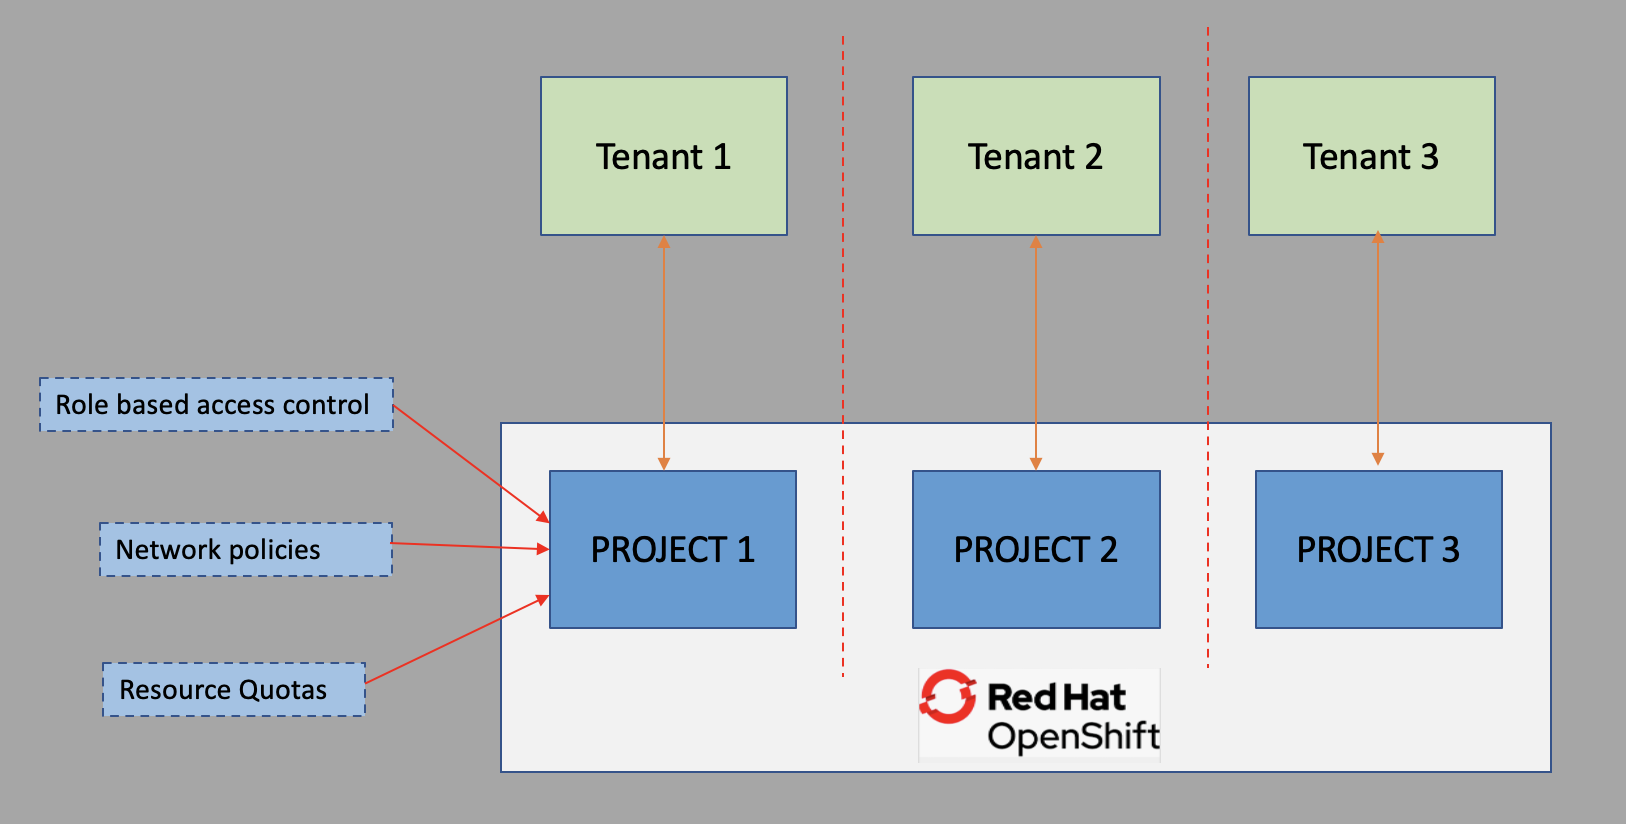 Tenant 1
Tenant 2
Tenant 3
Role based access control
Network policies
Resource Quotas
PROJECT 1
PROJECT 2
PROJECT 3
Red Hat
OpenShift